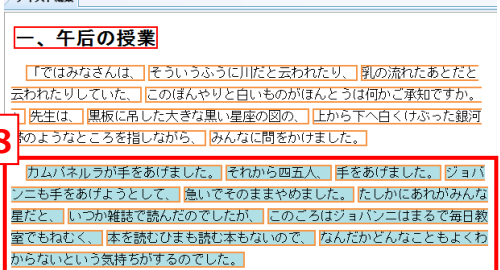 一、午后の授業
「ではみなさんは、そういうふうに川だと云われたり、乳の流れたあとだと
云われたりしていた、このぼんやりと白いものがほんとうは何かご承知ですか。
先生は、黒板に吊した大きな黒い星座の図の、上から下へ白くけぶった銀河
のようなところを指しながら、みんなに問をかけました。
8
カムパネルラが手をあげました。それから四五人、手をあげました。ジョバ
ンニも手をあげようとして、急いでそのままやめました。たしかにあれがみんな
星だと、いつか雑誌で読んだのでしたが、このごろはジョバンニはまるで毎日教
室でもねむく、本を読むひまも読む本もないので、なんだかどんなこともよくわ
からないという気持ちがするのでした。